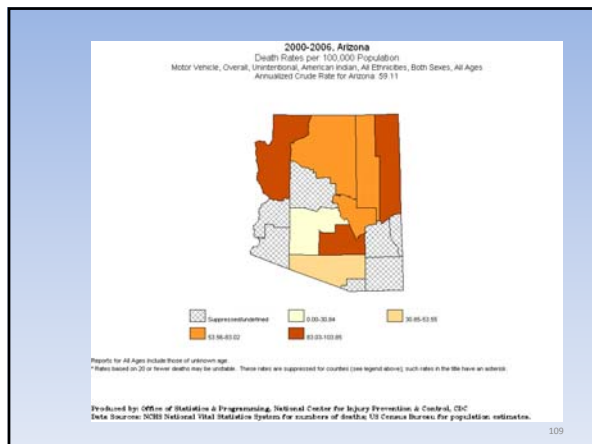 2000-2006, Arizona
Death Rates per 100,000 Population
Motor Vehicle, Overall, Unintentional, American Indian, All Ethnicities, Both Sexes, All Ages
Annualized Crude Rate for Arizona: 59.11
Suppressed/undefined
0.00-30.84
30.85-53.55
53.56-83.02
83.03-103.85
Reports for All Ages include those of unknown age.
* Rates based on 20 or fewer deaths may be unstable. These rates are suppressed for counties (see legend above); such rates in the title have an asterisk.
Produced by: Office of Statistics & Programming, National Center for Injury Prevention & Control, CDC
Data Sources: NCHS National Vital Statistics System for numbers of deaths; US Census Bureau for population estimates.
109